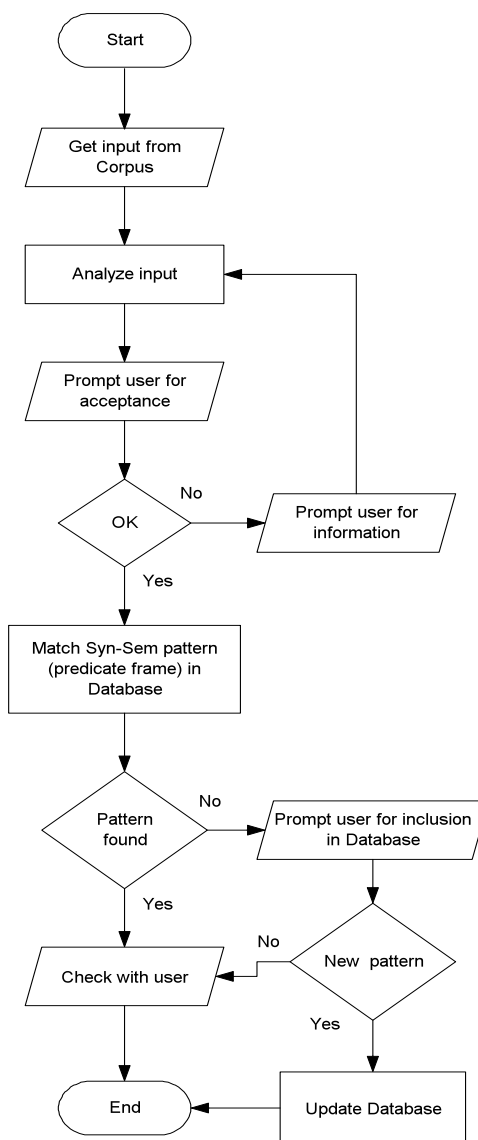 Start
Get input from
Corpus
Analyze input
Prompt user for
acceptance
OK
No
Prompt user for
information
Yes
Match Syn-Sem pattern
(predicate frame) in
Database
Pattern
found
No
Prompt user for inclusion
in Database
Yes
New pattern
No
Check with user
Yes
Update Database
End